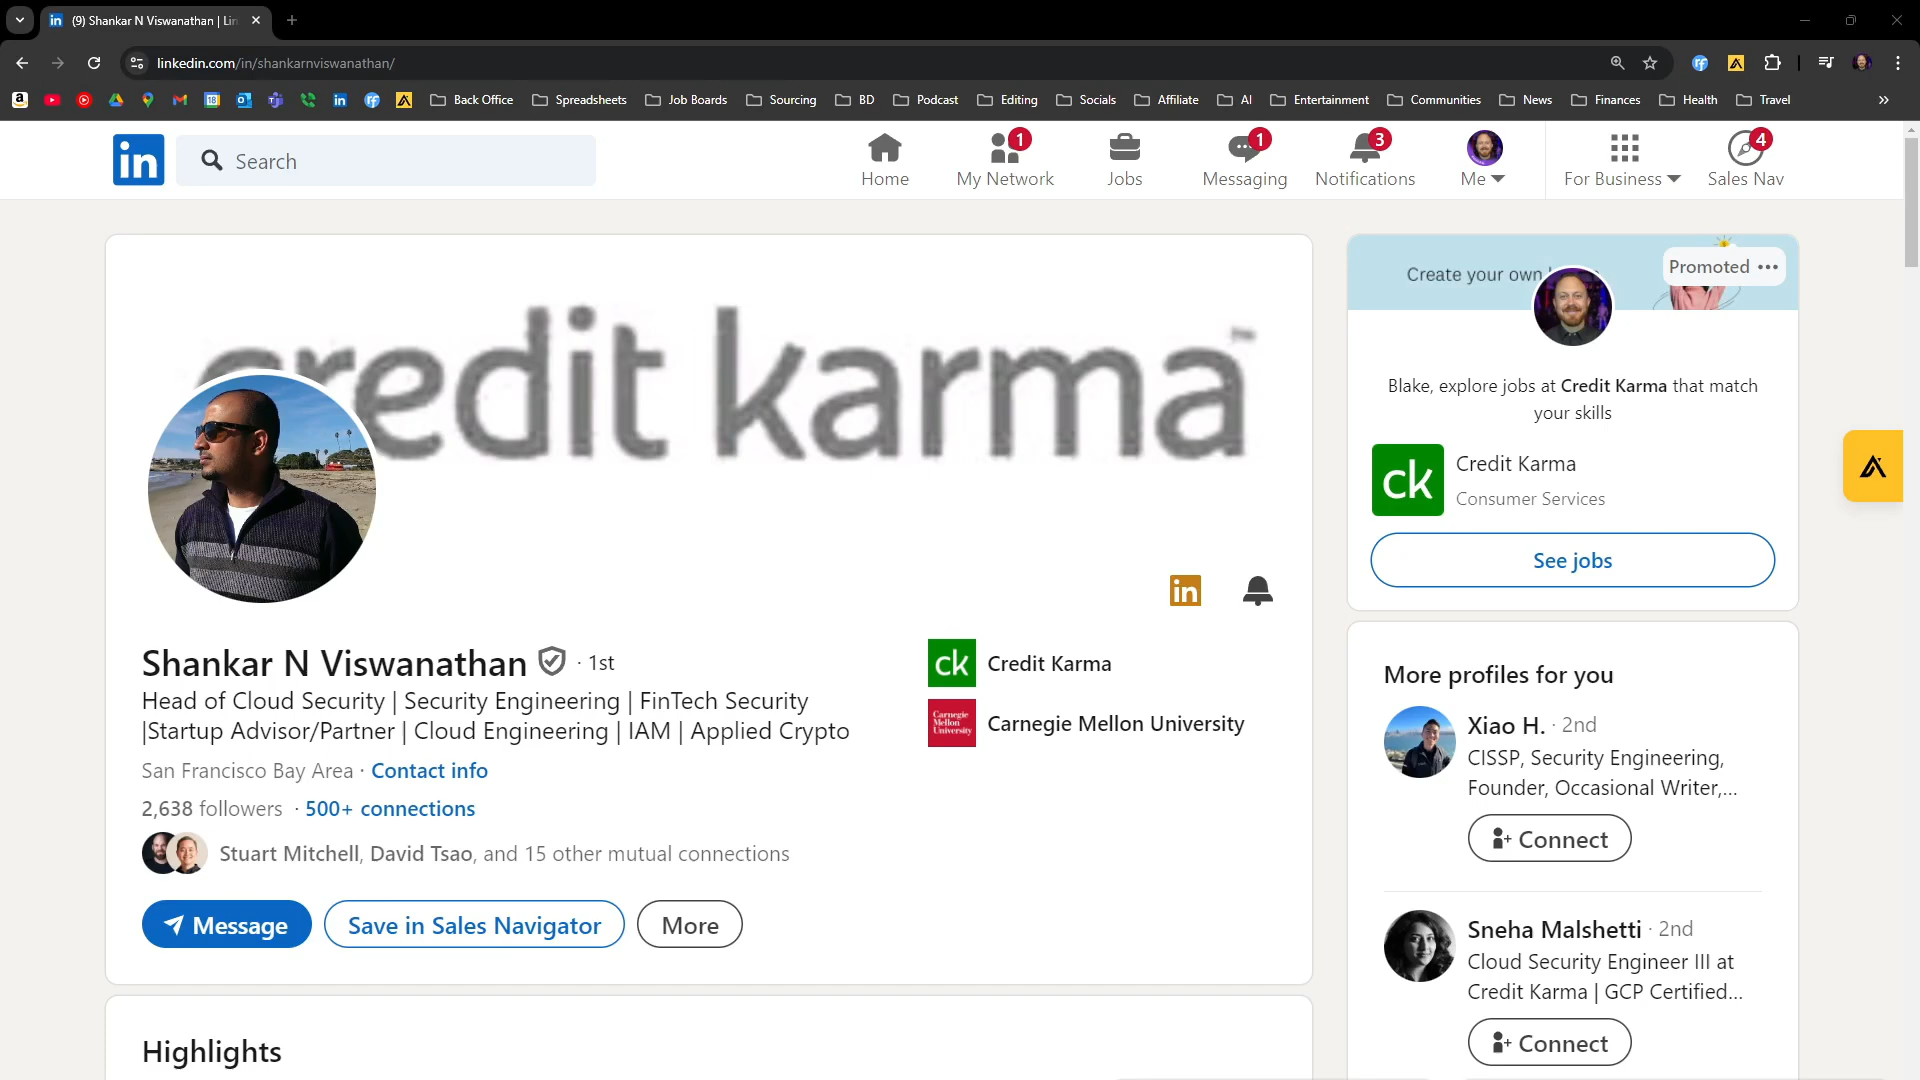 (9) Shankar N Viswanathan | Lin
linkedin.com/in/shankarnviswanathan/
Back Office
Spreadsheets
Job Boards
Sourcing
BD
Podcast
Editing
Socials
Affiliate
AI
Entertainment
Communities
News
Finances
Health
Travel
in
Search
Home
1
My Network
Jobs
1
Messaging
3
Notifications
Me
For Business
4
Sales Nav
credit karma™
in
Shankar N Viswanathan · 1st
Head of Cloud Security | Security Engineering | FinTech Security
|Startup Advisor/Partner | Cloud Engineering | IAM | Applied Crypto
San Francisco Bay Area · Contact info
2,638 followers · 500+ connections
Stuart Mitchell, David Tsao, and 15 other mutual connections
Message
Save in Sales Navigator
More
ck
Credit Karma
Carnegie
Mellon
University
Carnegie Mellon University
Highlights
Create your own
Promoted
Blake, explore jobs at Credit Karma that match
your skills
ck
Credit Karma
Consumer Services
See jobs
More profiles for you
Xiao H. · 2nd
CISSP, Security Engineering,
Founder, Occasional Writer,...
Connect
Sneha Malshetti · 2nd
Cloud Security Engineer III at
Credit Karma | GCP Certified...
Connect